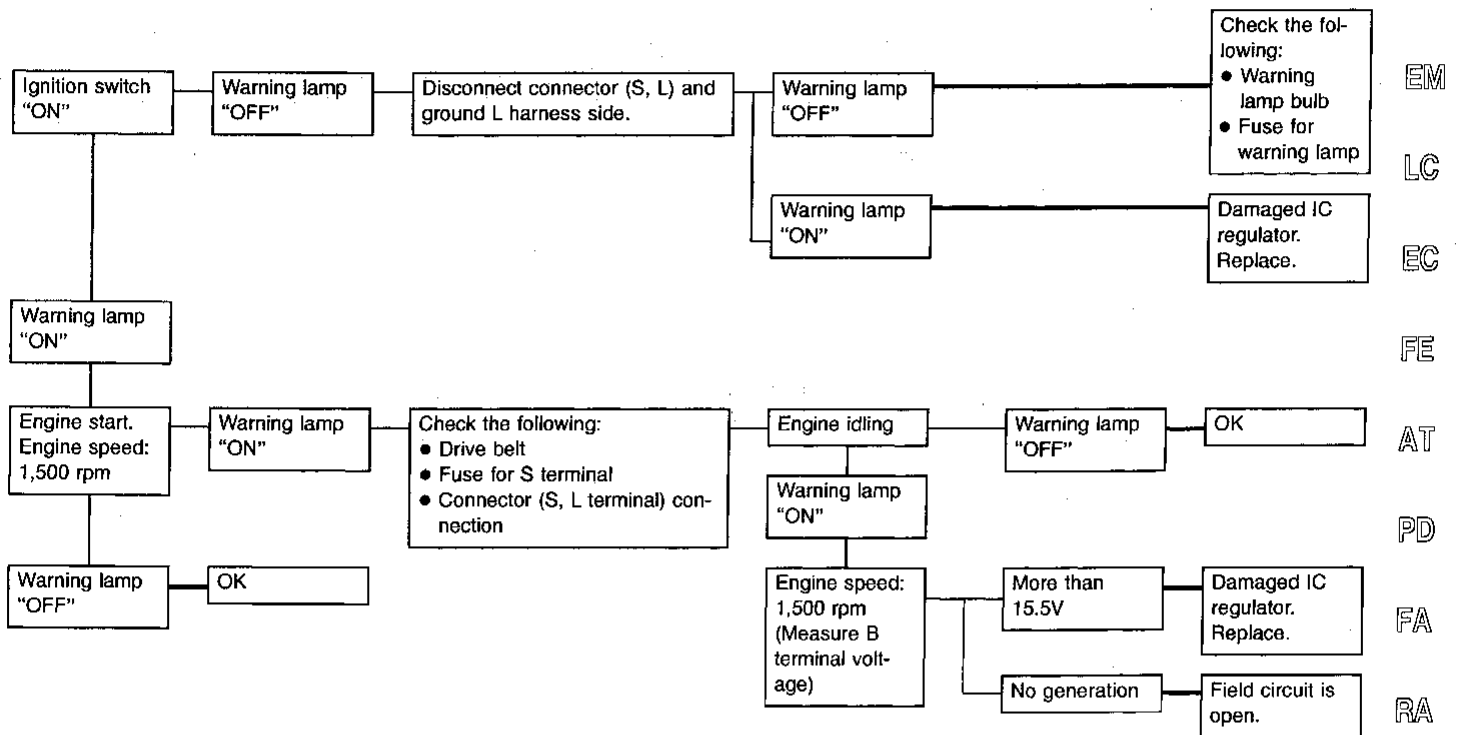 Ignition switch
"ON"
Warning lamp
"OFF"
Disconnect connector (S, L) and
ground L harness side.
Warning lamp
"OFF"
Check the fol-
lowing:
● Warning
lamp bulb
● Fuse for
warning lamp
Warning lamp
"ON"
Damaged IC
regulator.
Replace.
Warning lamp
"ON"
Engine start.
Engine speed:
1,500 rpm
Warning lamp
"ON"
Check the following:
● Drive belt
● Fuse for S terminal
● Connector (S, L terminal) con-
nection
Engine idling
Warning lamp
"OFF"
OK
Warning lamp
"ON"
Warning lamp
"OFF"
OK
Engine speed:
1,500 rpm
(Measure B
terminal volt-
age)
More than
15.5V
Damaged IC
regulator.
Replace.
No generation
Field circuit is
open.
EM
LC
EC
FE
AT
PD
FA
RA